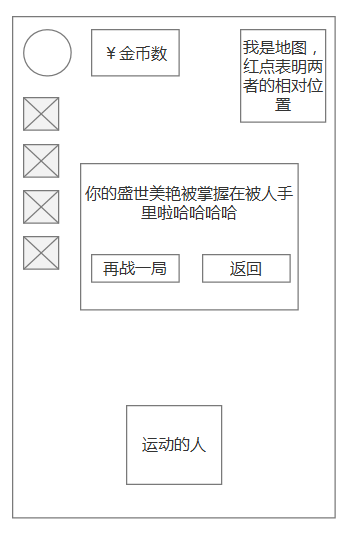 ￥金币数
我是地图，
红点表明两
者的相对位
置
你的盛世美艳被掌握在被人手
里啦哈哈哈哈
再战一局
返回
运动的人